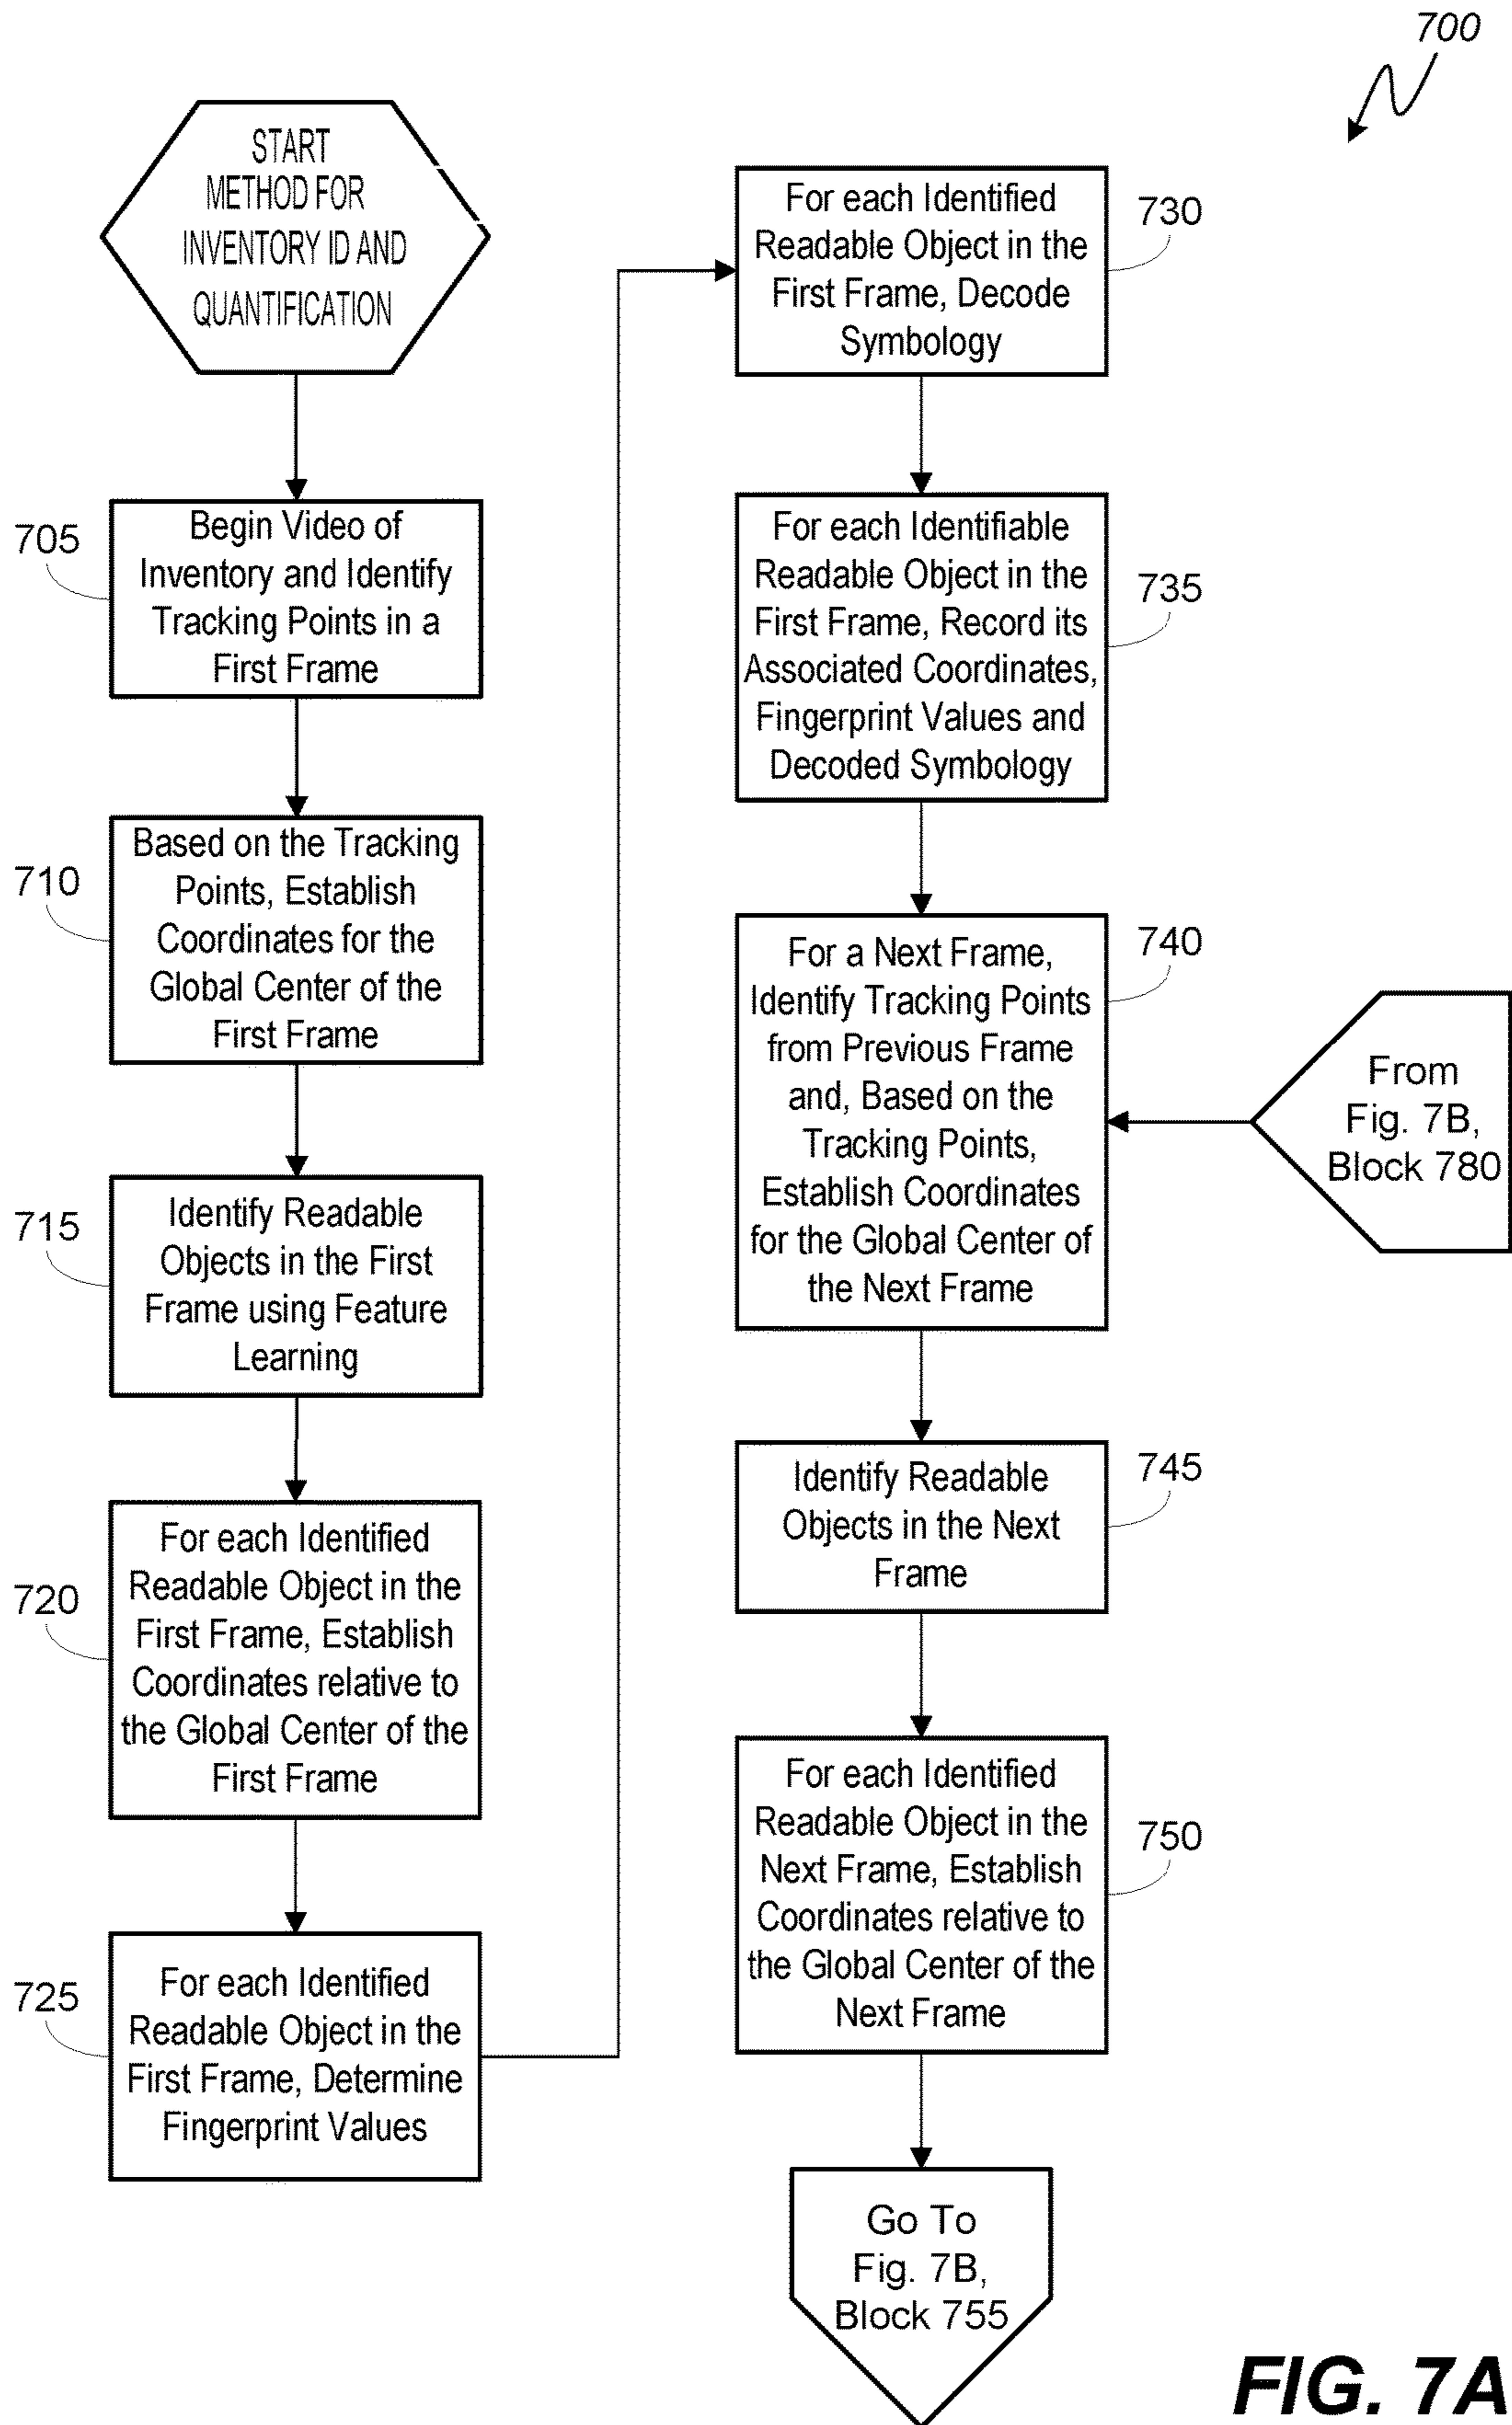 700
START
METHOD FOR
INVENTORY ID AND
QUANTIFICATION
705
Begin Video of
Inventory and Identify
Tracking Points in a
First Frame
710
Based on the Tracking
Points, Establish
Coordinates for the
Global Center of the
First Frame
715
Identify Readable
Objects in the First
Frame using Feature
Learning
720
For each Identified
Readable Object in the
First Frame, Establish
Coordinates relative to
the Global Center of the
First Frame
725
For each Identified
Readable Object in the
First Frame, Determine
Fingerprint Values
For each Identified
Readable Object in the
First Frame, Decode
Symbology
730
For each Identifiable
Readable Object in the
First Frame, Record its
Associated Coordinates,
Fingerprint Values and
Decoded Symbology
735
For a Next Frame,
Identify Tracking Points
from Previous Frame
and, Based on the
Tracking Points,
Establish Coordinates
for the Global Center of
the Next Frame
740
From
Fig. 7B,
Block 780
Identify Readable
Objects in the Next
Frame
745
For each Identified
Readable Object in the
Next Frame, Establish
Coordinates relative to
the Global Center of the
Next Frame
750
Go To
Fig. 7B,
Block 755
FIG. 7A